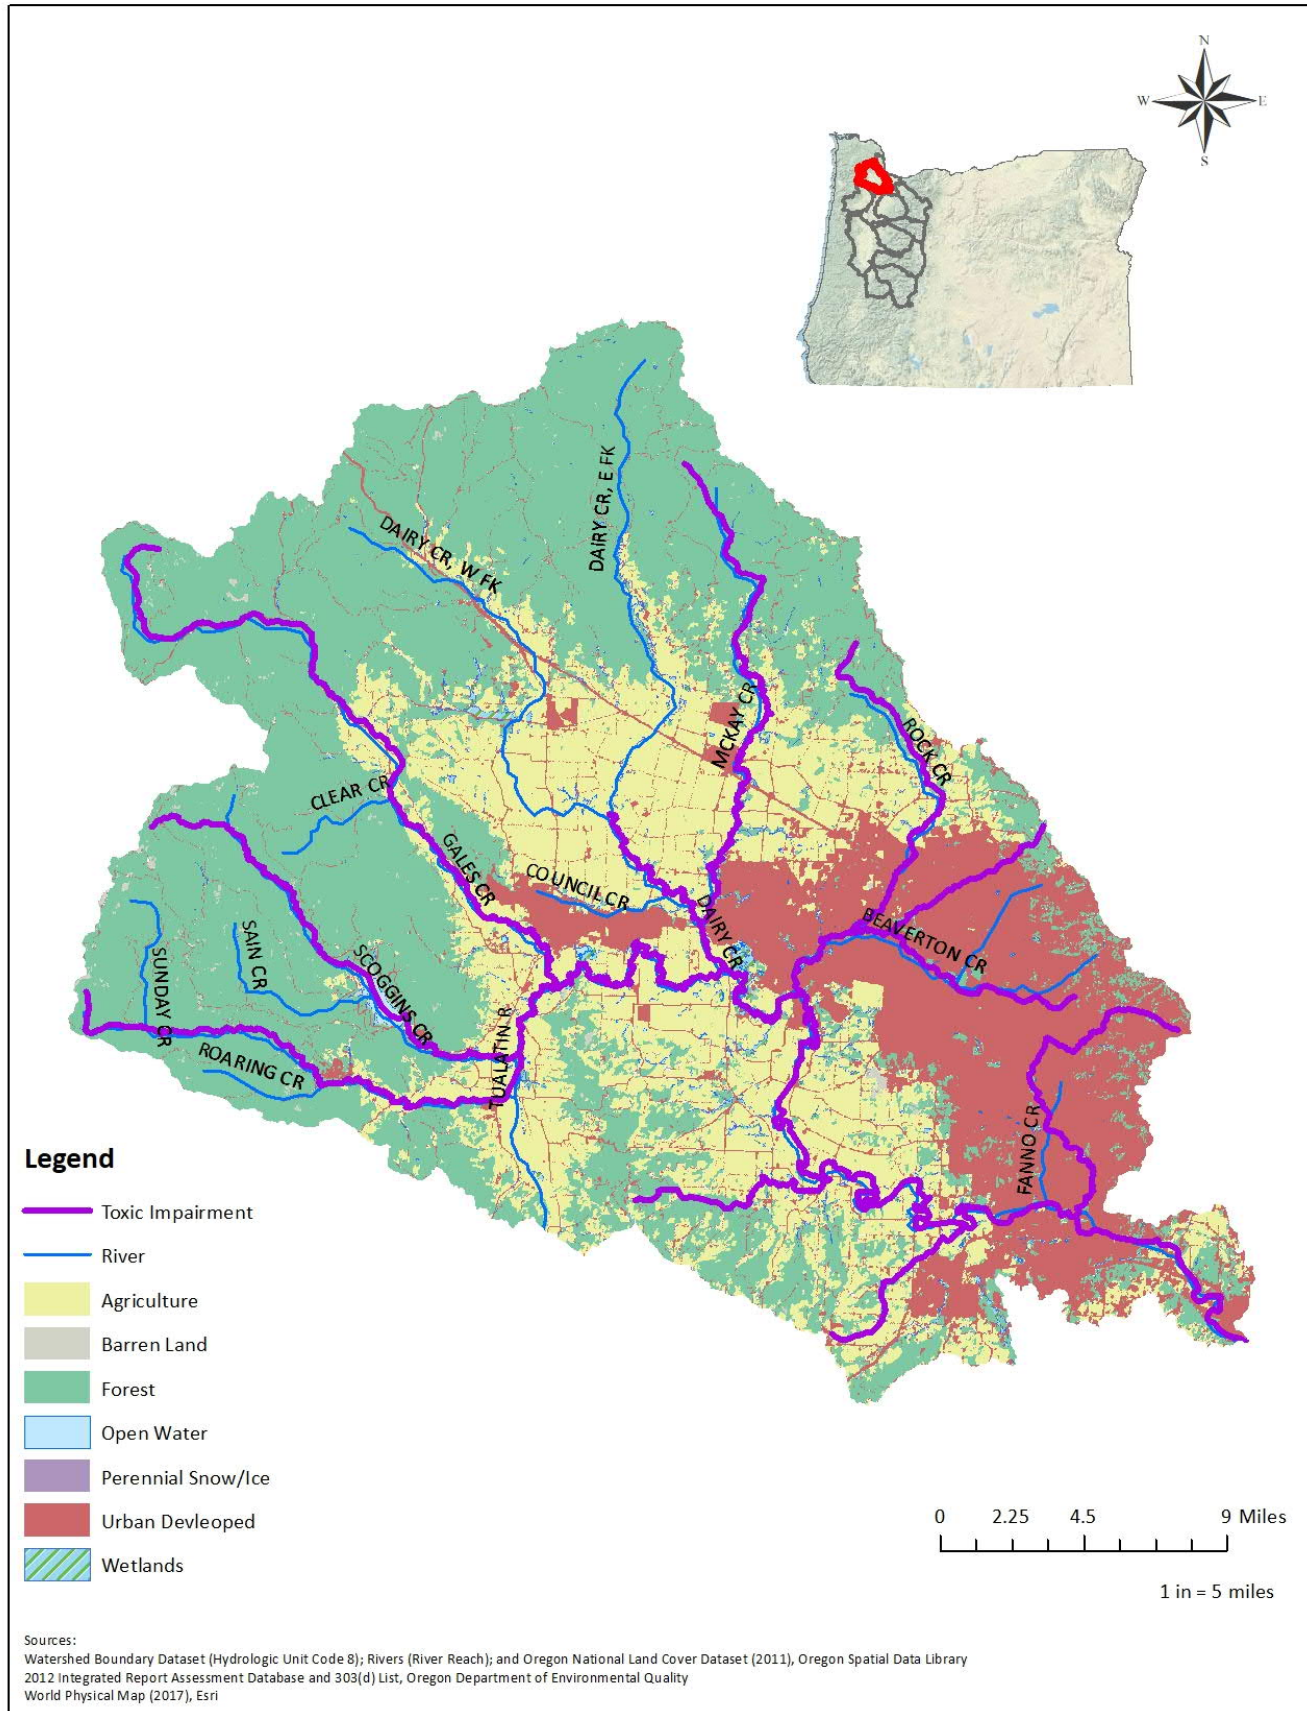 N
W
E
S
DAIRY CR, E FK
DAIRY CR, W FK
MCKAY CR
ROCK CR
CLEAR CR
GALES CR
COUNCIL CR
DAIRY CR
BEAVERTON CR
SUNDAY CR
SAIN CR
SCOGGINS CR
TUALATIN R
ROARING CR
FANNO CR
Legend
Toxic Impairment
River
Agriculture
Barren Land
Forest
Open Water
Perennial Snow/Ice
Urban Devleoped
Wetlands
0 2.25 4.5 9 Miles
1 in = 5 miles
Sources:
Watershed Boundary Dataset (Hydrologic Unit Code 8); Rivers (River Reach); and Oregon National Land Cover Dataset (2011), Oregon Spatial Data Library
2012 Integrated Report Assessment Database and 303(d) List, Oregon Department of Environmental Quality
World Physical Map (2017), Esri